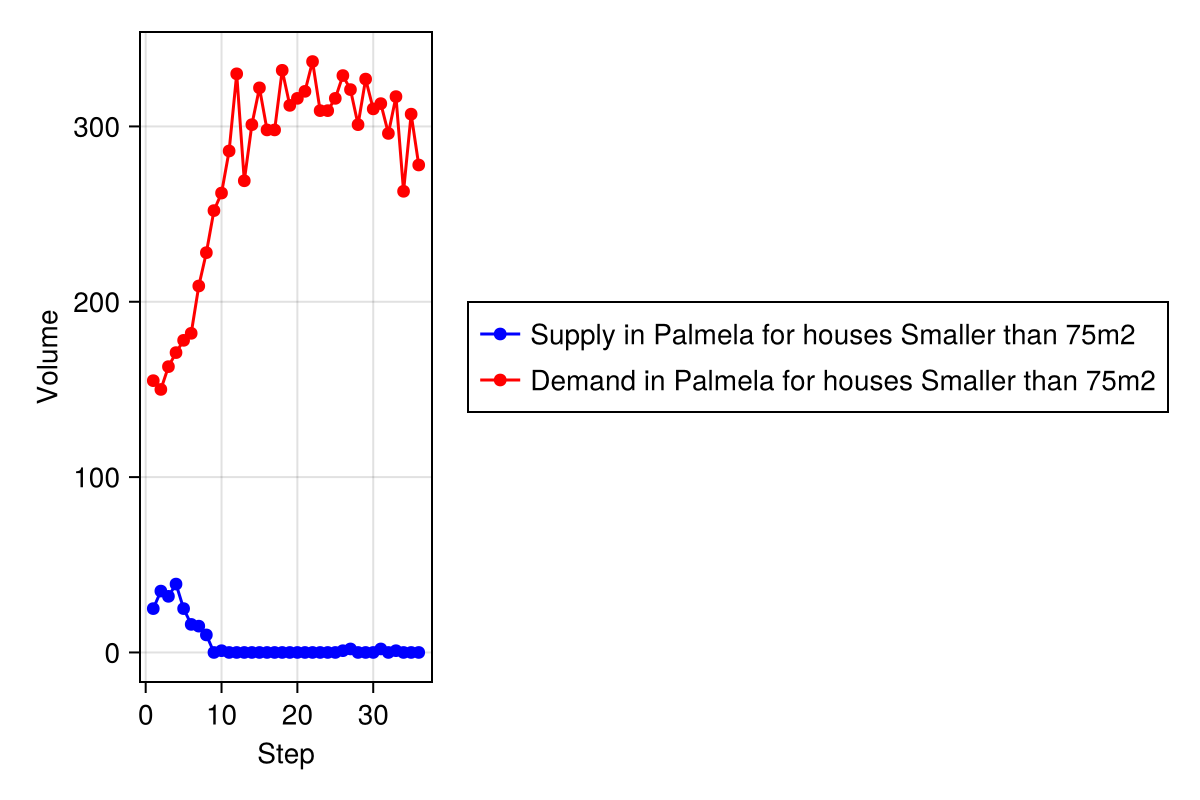 300
200
100
0
Volume
0 10 20 30
Step
Supply in Palmela for houses Smaller than 75m2
Demand in Palmela for houses Smaller than 75m2